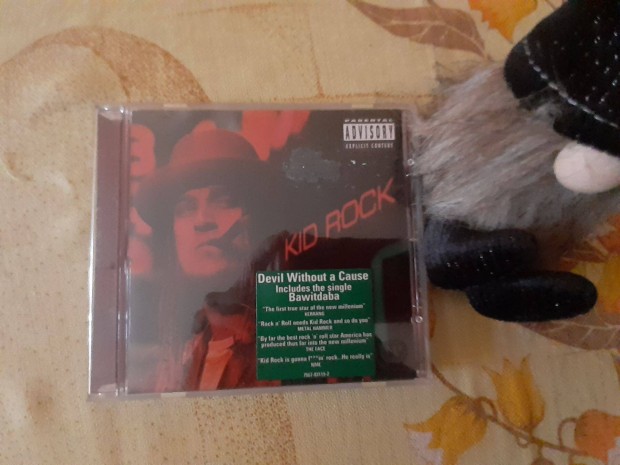 PARENTAL
ADVISORY
EXPLICIT CONTENT
KID ROCK
Devil Without a Cause
Includes the single
Bawitdaba
"The first true star of the new millenium"
KERRANG
"Rock n' Roll needs Kid Rock and so do you"
METAL HAMMER
"By far the best rock 'n' roll star America has
produced thus far into the new millenium"
THE FACE
"Kid Rock is gonna f***in' rock. He really is"
NME